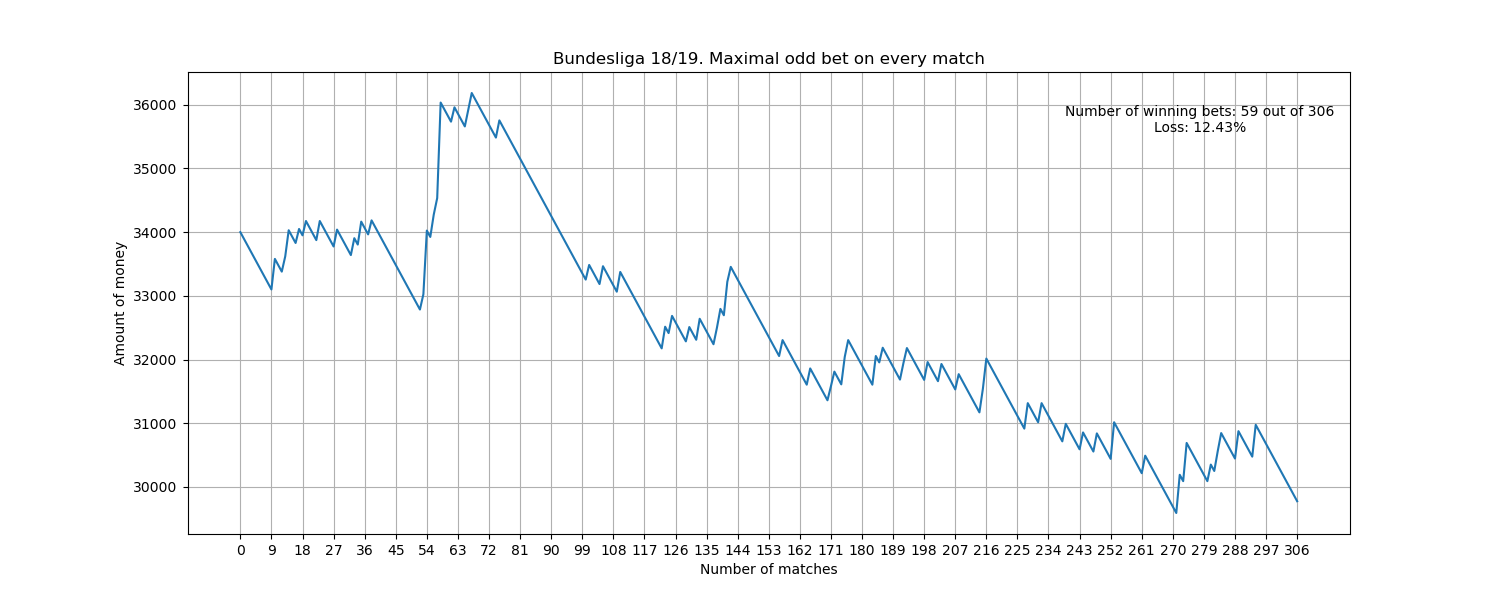 Bundesliga 18/19. Maximal odd bet on every match
Number of winning bets: 59 out of 306
Loss: 12.43%
Amount of money
36000
35000
34000
33000
32000
31000
30000
0 9 18 27 36 45 54 63 72 81 90 99 108 117 126 135 144 153 162 171 180 189 198 207 216 225 234 243 252 261 270 279 288 297 306
Number of matches